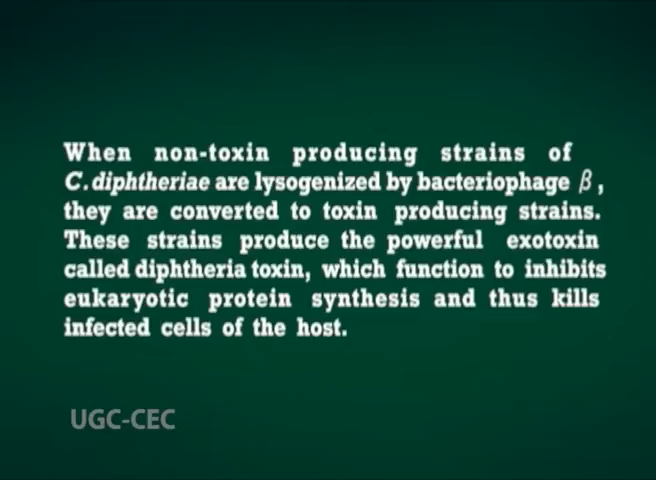 When non-toxin producing strains of
C.diphtheriae are lysogenized by bacteriophage β,
they are converted to toxin producing strains.
These strains produce the powerful exotoxin
called diphtheria toxin, which function to inhibits
eukaryotic protein synthesis and thus kills
infected cells of the host.
UGC-CEC